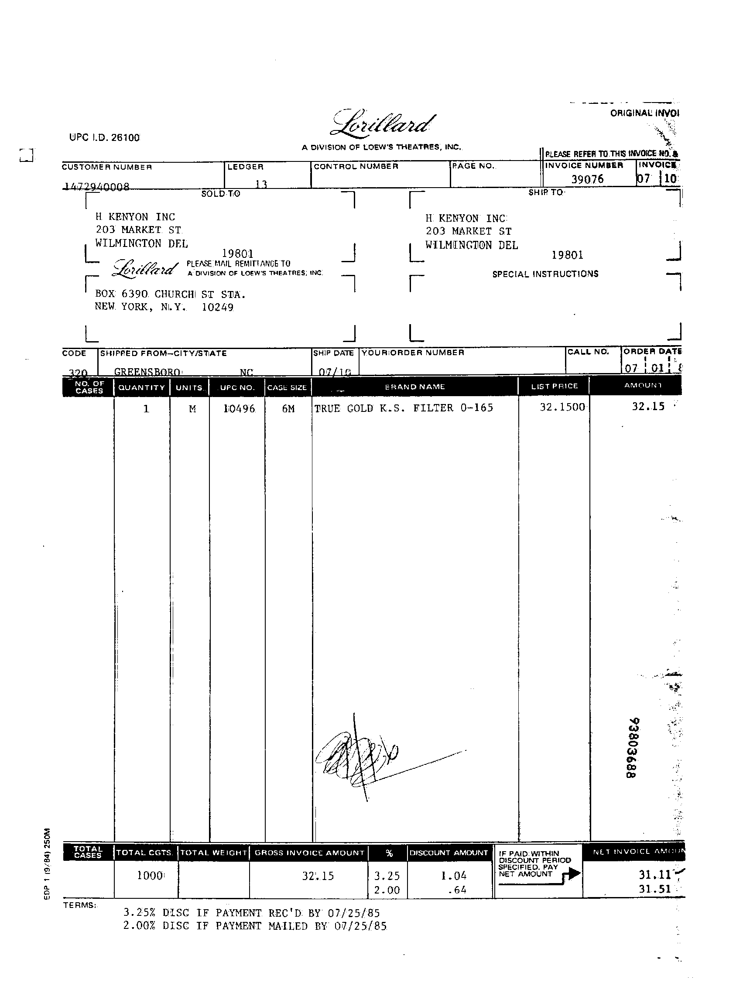 ORIGINAL INVOI
Lorillard
UPC I.D. 26100
A DIVISION OF LOEW'S THEATRES, INC.
PLEASE REFER TO THIS INVOICE NO. &
CUSTOMER NUMBER LEDGER CONTROL NUMBER PAGE NO. INVOICE NUMBER INVOICE
1472940008 13 39076 07 10
SOLD TO SHIP TO
H KENYON INC H KENYON INC
203 MARKET ST 203 MARKET ST
WILMINGTON DEL WILMINGTON DEL
19801 19801
Lorillard PLEASE MAIL REMITTANCE TO
A DIVISION OF LOEW'S THEATRES, INC. SPECIAL INSTRUCTIONS
BOX 6390 CHURCH ST STA.
NEW YORK, N.Y. 10249
CODE SHIPPED FROM-CITY/STATE SHIP DATE YOUR ORDER NUMBER CALL NO. ORDER DATE
320 GREENSBORO NC 07/10 07 01 8
NO. OF CASES QUANTITY UNITS UPC NO. CASE SIZE BRAND NAME LIST PRICE AMOUNT
1 M 10496 6M TRUE GOLD K.S. FILTER 0-165 32.1500 32.15
93803688
EDP 1 (9/84) 250M
TOTAL CASES TOTAL CGTS. TOTAL WEIGHT GROSS INVOICE AMOUNT % DISCOUNT AMOUNT IF PAID WITHIN DISCOUNT PERIOD SPECIFIED, PAY NET AMOUNT NET INVOICE AMOUN
1000 32.15 3.25 1.04 31.11
2.00 .64 31.51
TERMS:
3.25% DISC IF PAYMENT REC'D BY 07/25/85
2.00% DISC IF PAYMENT MAILED BY 07/25/85